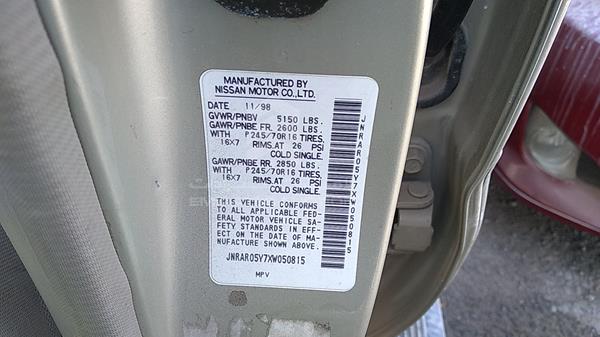 MANUFACTURED BY
NISSAN MOTOR CO.,LTD.
DATE 11/98
GVWR/PNBV 5150 LBS.
GAWR/PNBE FR. 2600 LBS.
WITH P245/70R16 TIRES,
16X7 RIMS,AT 26 PSI
COLD SINGLE.
GAWR/PNBE RR. 2850 LBS.
WITH P245/70R16 TIRES,
16X7 RIMS,AT 26 PSI
COLD SINGLE.
THIS VEHICLE CONFORMS
TO ALL APPLICABLE FED-
ERAL MOTOR VEHICLE SAF-
FETY STANDARDS IN EFF-
ECT ON THE DATE OF MA-
NUFACTURE SHOWN ABOVE.
JNRAR05Y7XW050815
MPV
JNRAR05Y7XW050815